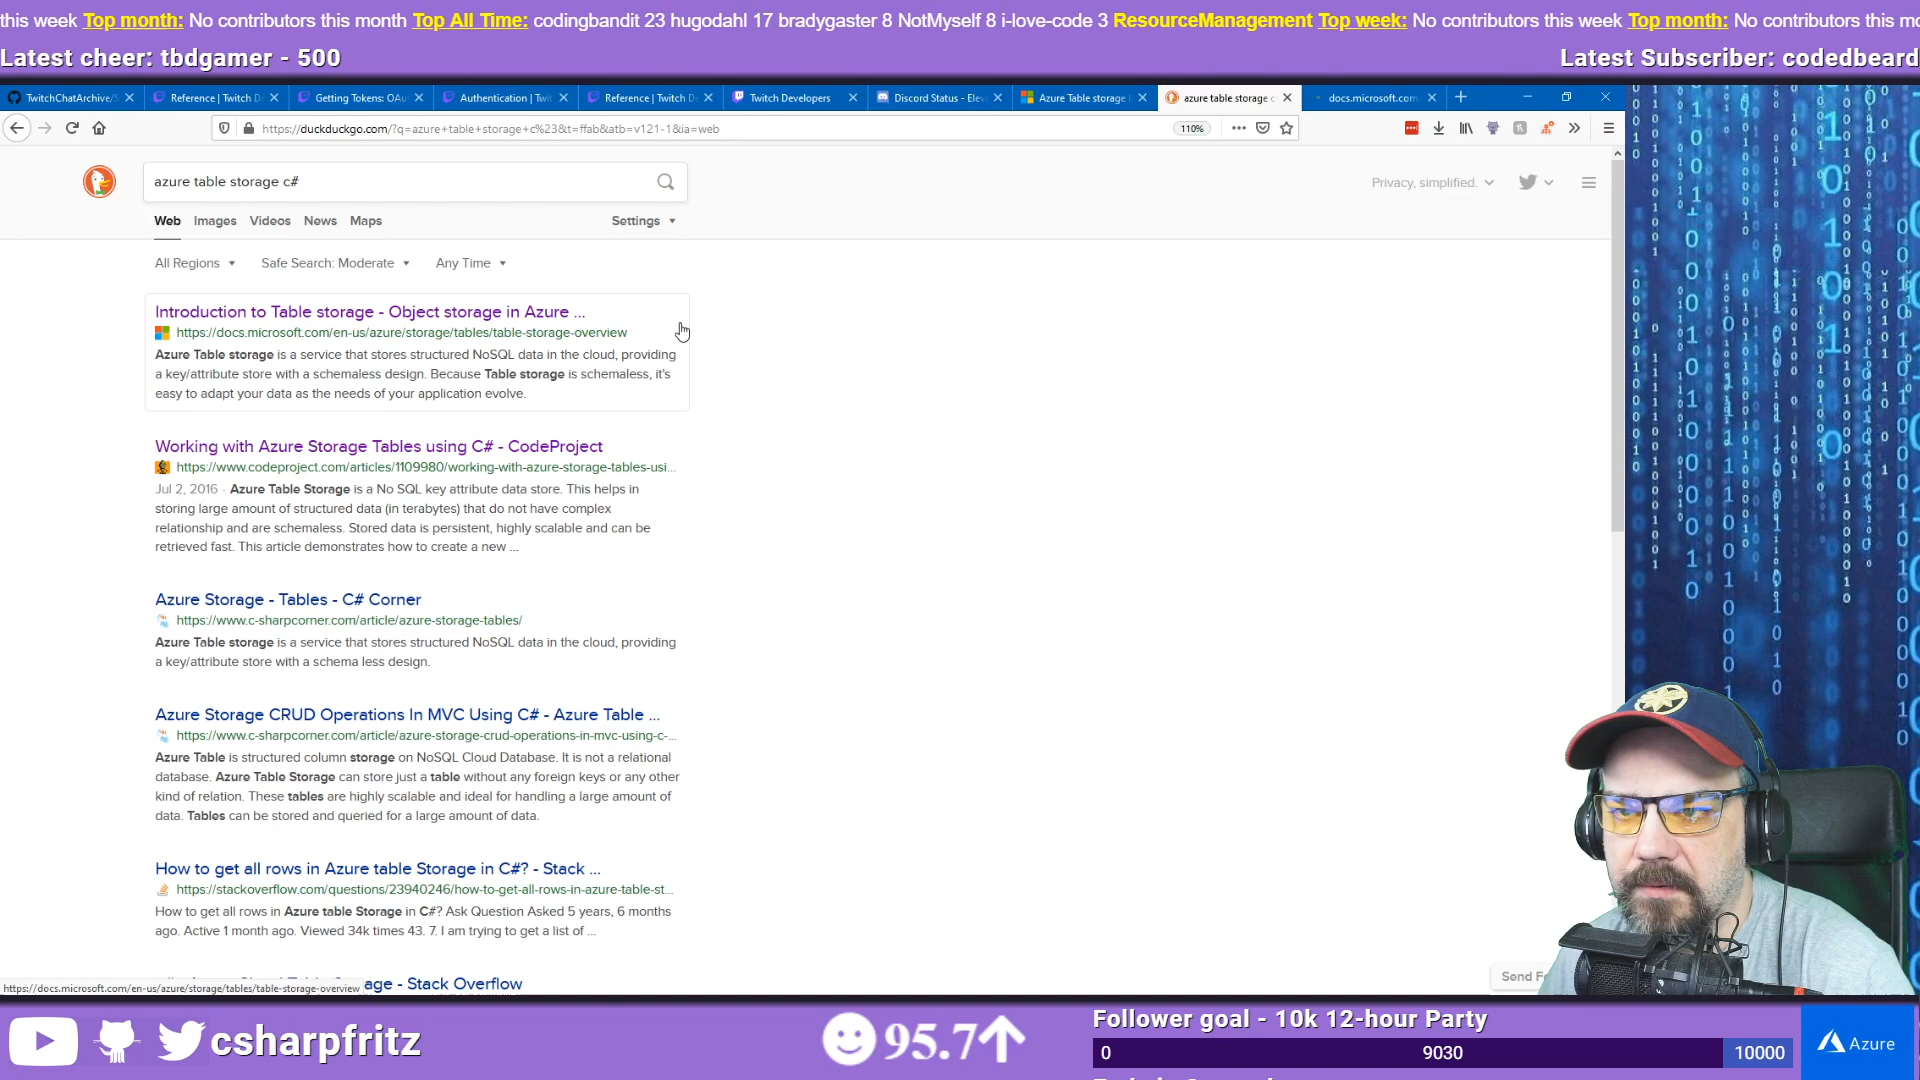 this week Top month: No contributors this month Top All Time: codingbandit 23 hugodahl 17 bradygaster 8 NotMyself 8 i-love-code 3 ResourceManagement Top week: No contributors this week Top month: No contributors this
Latest cheer: tbdgamer - 500
Latest Subscriber: codedbeard
TwitchChatArchive/S
Reference | Twitch D
Getting Tokens: OAu
Authentication | Twi
Reference | Twitch D
Twitch Developers
Discord Status - Ele
Azure Table storage
azure table storage c
docs.microsoft.com
https://duckduckgo.com/?q=azure+table+storage+c%23&t=ffab&atb=v121-1&ia=web
110%
azure table storage c#
Privacy, simplified.
Web Images Videos News Maps
Settings
All Regions
Safe Search: Moderate
Any Time
Introduction to Table storage - Object storage in Azure ...
https://docs.microsoft.com/en-us/azure/storage/tables/table-storage-overview
Azure Table storage is a service that stores structured NoSQL data in the cloud, providing
a key/attribute store with a schemaless design. Because Table storage is schemaless, it's
easy to adapt your data as the needs of your application evolve.
Working with Azure Storage Tables using C# - CodeProject
https://www.codeproject.com/articles/1109980/working-with-azure-storage-tables-usi...
Jul 2, 2016 · Azure Table Storage is a No SQL key attribute data store. This helps in
storing large amount of structured data (in terabytes) that do not have complex
relationship and are schemaless. Stored data is persistent, highly scalable and can be
retrieved fast. This article demonstrates how to create a new ...
Azure Storage - Tables - C# Corner
https://www.c-sharpcorner.com/article/azure-storage-tables/
Azure Table storage is a service that stores structured NoSQL data in the cloud, providing
a key/attribute store with a schema less design.
Azure Storage CRUD Operations In MVC Using C# - Azure Table ...
https://www.c-sharpcorner.com/article/azure-storage-crud-operations-in-mvc-using-c-...
Azure Table is structured column storage on NoSQL Cloud Database. It is not a relational
database. Azure Table Storage can store just a table without any foreign keys or any other
kind of relation. These tables are highly scalable and ideal for handling a large amount of
data. Tables can be stored and queried for a large amount of data.
How to get all rows in Azure table Storage in C#? - Stack ...
https://stackoverflow.com/questions/23940246/how-to-get-all-rows-in-azure-table-st...
How to get all rows in Azure table Storage in C#? Ask Question Asked 5 years, 6 months
ago. Active 1 month ago. Viewed 34k times 43. 7. I am trying to get a list of ...
age - Stack Overflow
https://docs.microsoft.com/en-us/azure/storage/tables/table-storage-overview
Send
csharpfritz
95.7
Follower goal - 10k 12-hour Party
0 9030 10000
Azure